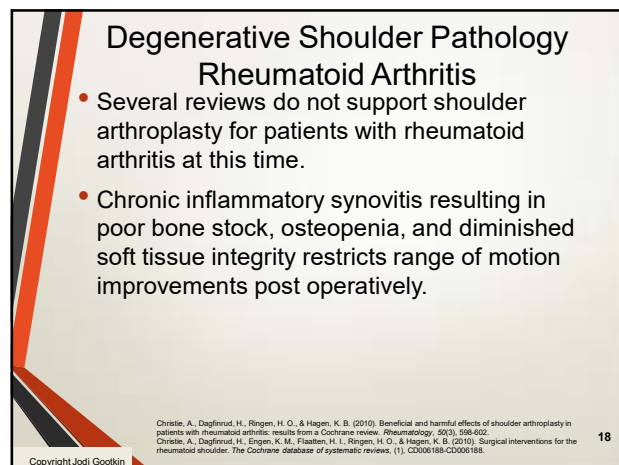 Degenerative Shoulder Pathology
Rheumatoid Arthritis
• Several reviews do not support shoulder
arthroplasty for patients with rheumatoid
arthritis at this time.
• Chronic inflammatory synovitis resulting in
poor bone stock, osteopenia, and diminished
soft tissue integrity restricts range of motion
improvements post operatively.
Christie, A., Dagfinrud, H., Ringen, H. O., & Hagen, K. B. (2010). Beneficial and harmful effects of shoulder arthroplasty in
patients with rheumatoid arthritis: results from a Cochrane review. Rheumatology, 50(3), 598-602.
Christie, A., Dagfinrud, H., Engen, K. M., Flaatten, H. I., Ringen, H. O., & Hagen, K. B. (2010). Surgical interventions for the
rheumatoid shoulder. The Cochrane database of systematic reviews, (1), CD006188-CD006188.
18
Copyright Jodi Gootkin